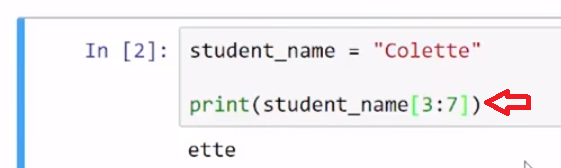 In [2]: student_name = "Colette"
print(student_name[3:7])
ette